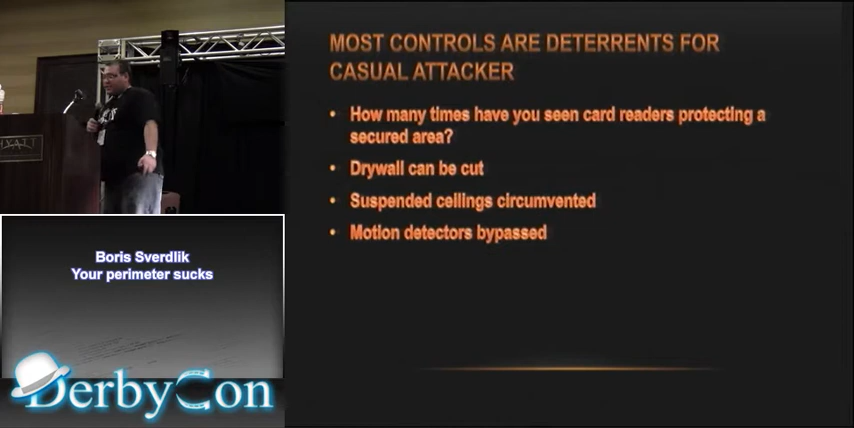 MOST CONTROLS ARE DETERRENTS FOR
CASUAL ATTACKER
• How many times have you seen card readers protecting a
secured area?
• Drywall can be cut
• Suspended ceilings circumvented
• Motion detectors bypassed
HYATT
Boris Sverdlik
Your perimeter sucks
DerbyCon